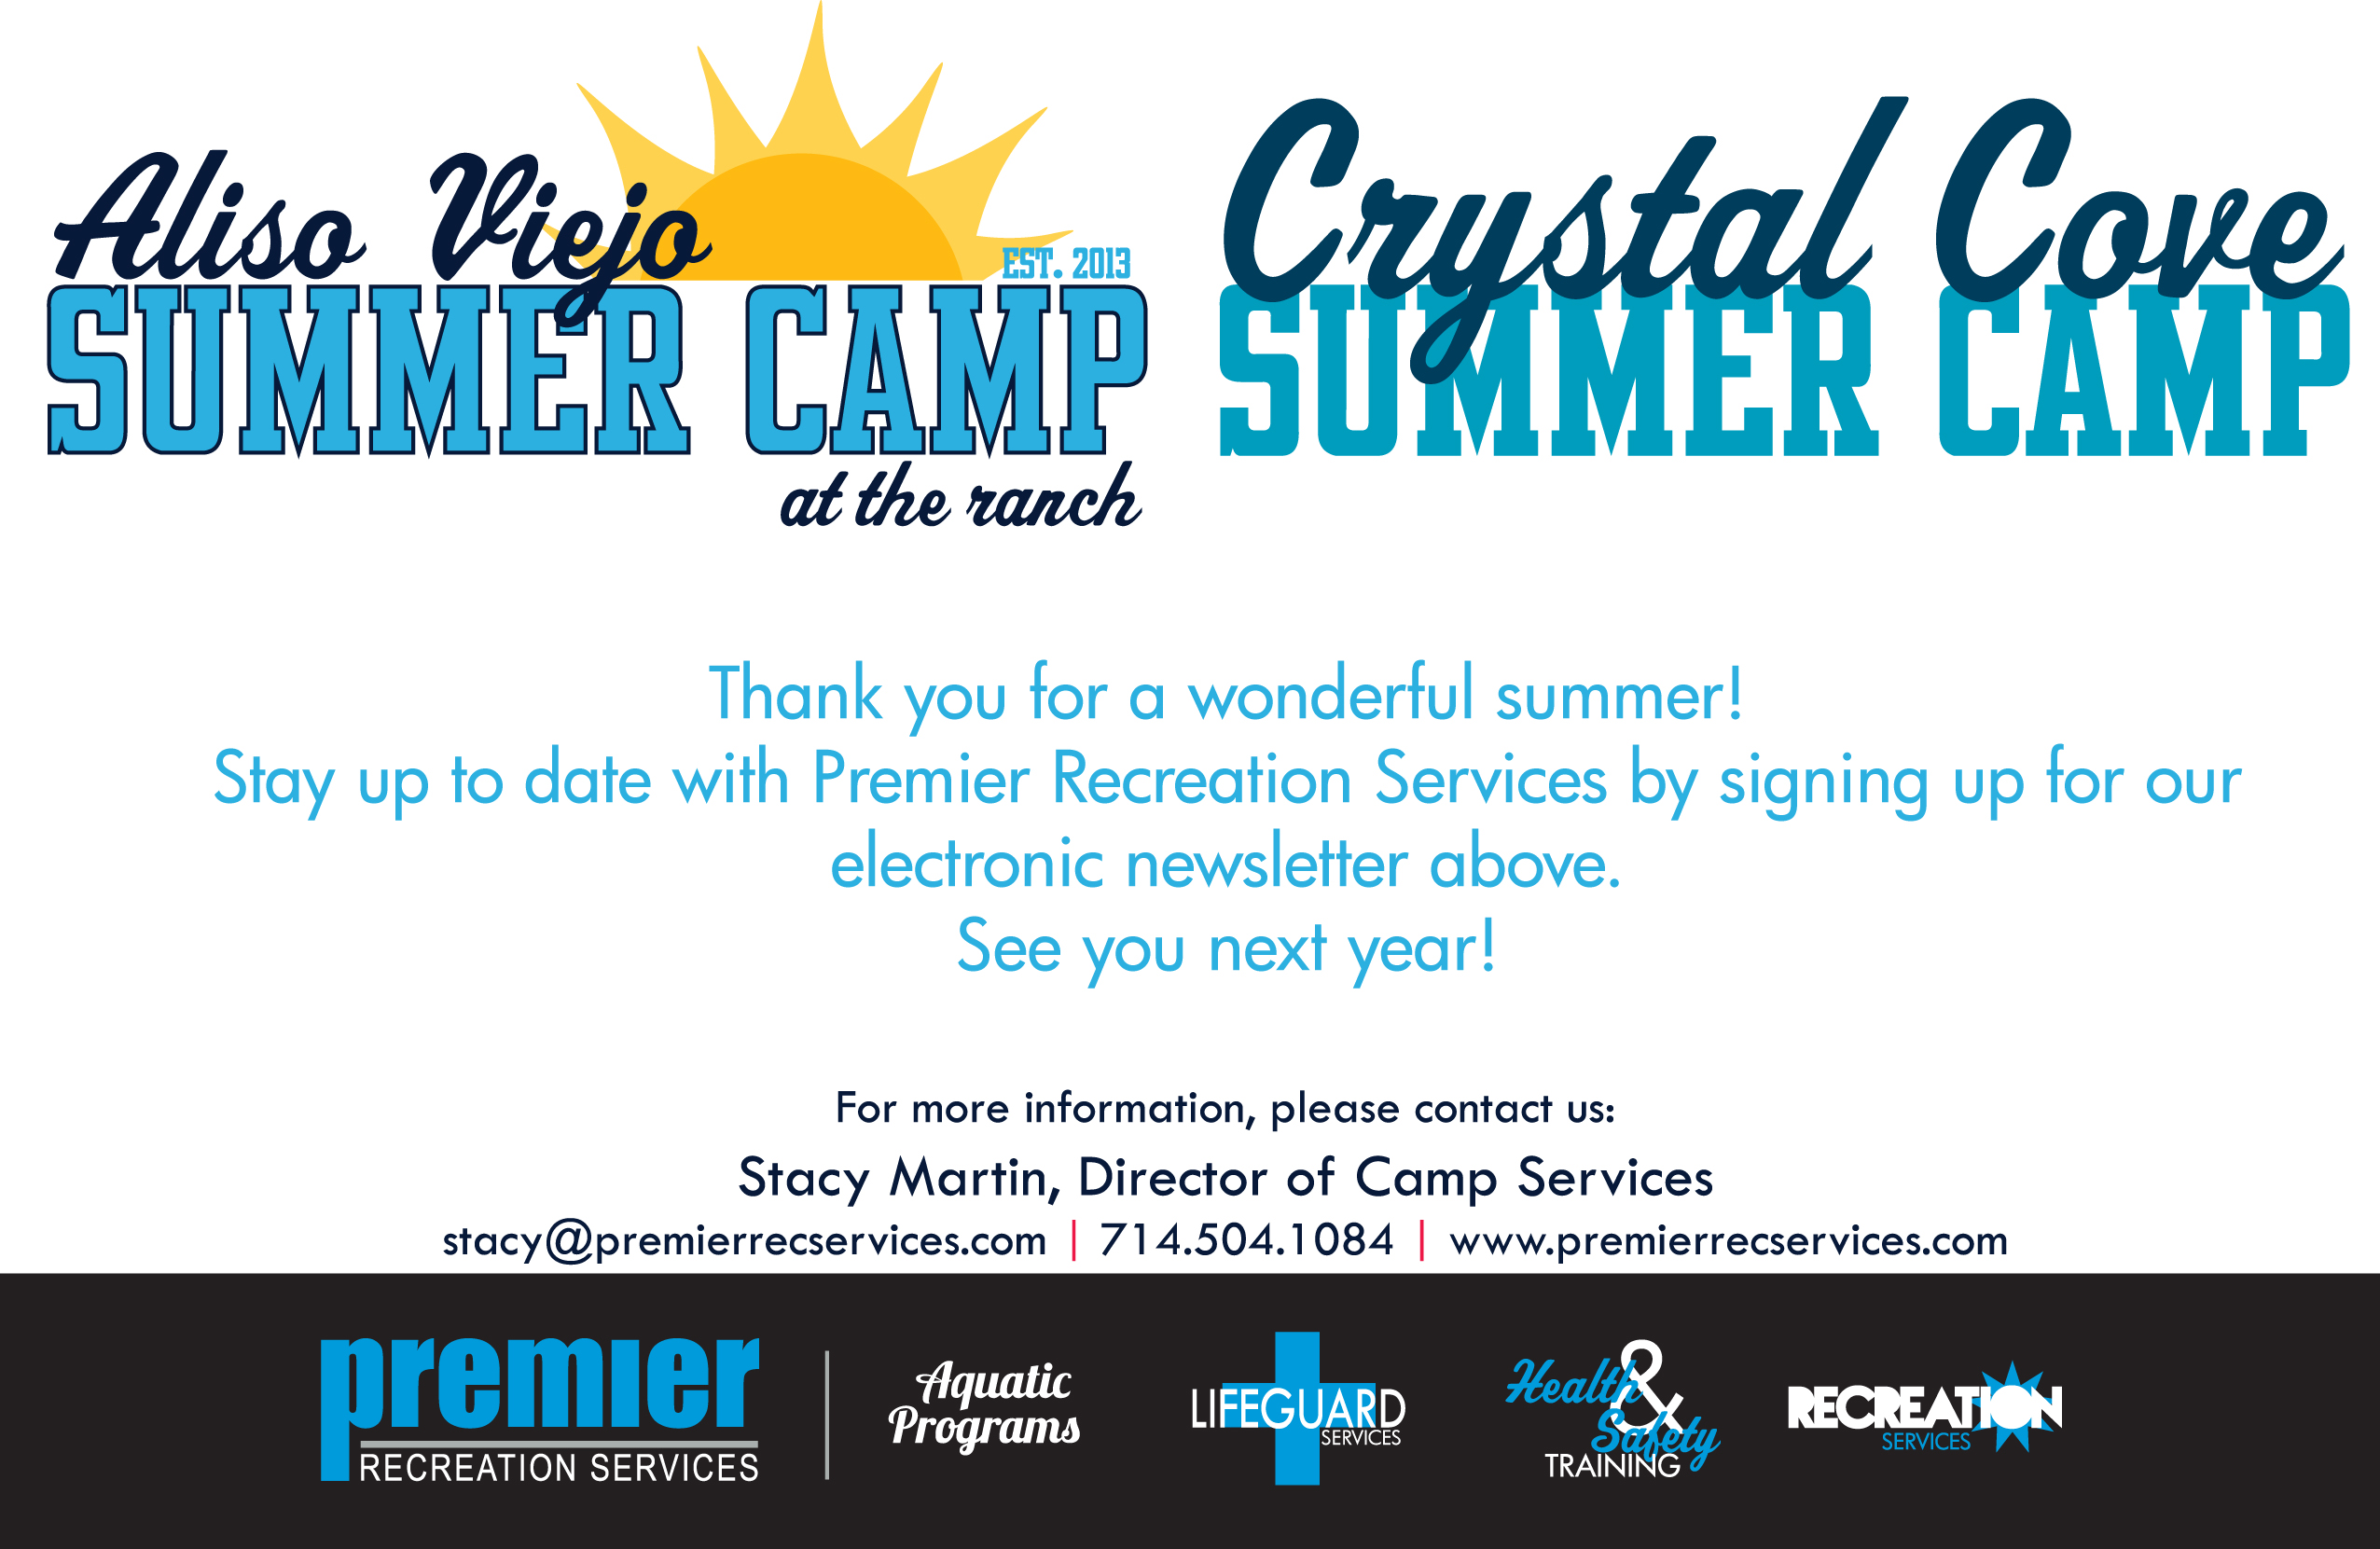 Aliso Viejo
EST. 2013
SUMMER CAMP
at the ranch
Crystal Cove
SUMMER CAMP
Thank you for a wonderful summer!
Stay up to date with Premier Recreation Services by signing up for our
electronic newsletter above.
See you next year!
For more information, please contact us:
Stacy Martin, Director of Camp Services
stacy@premierrecservices.com | 714.504.1084 | www.premierrecservices.com
premier
RECREATION SERVICES
Aquatic
Programs
LIFEGUARD
SERVICES
Health &
Safety
TRAINING
RECREATION
SERVICES